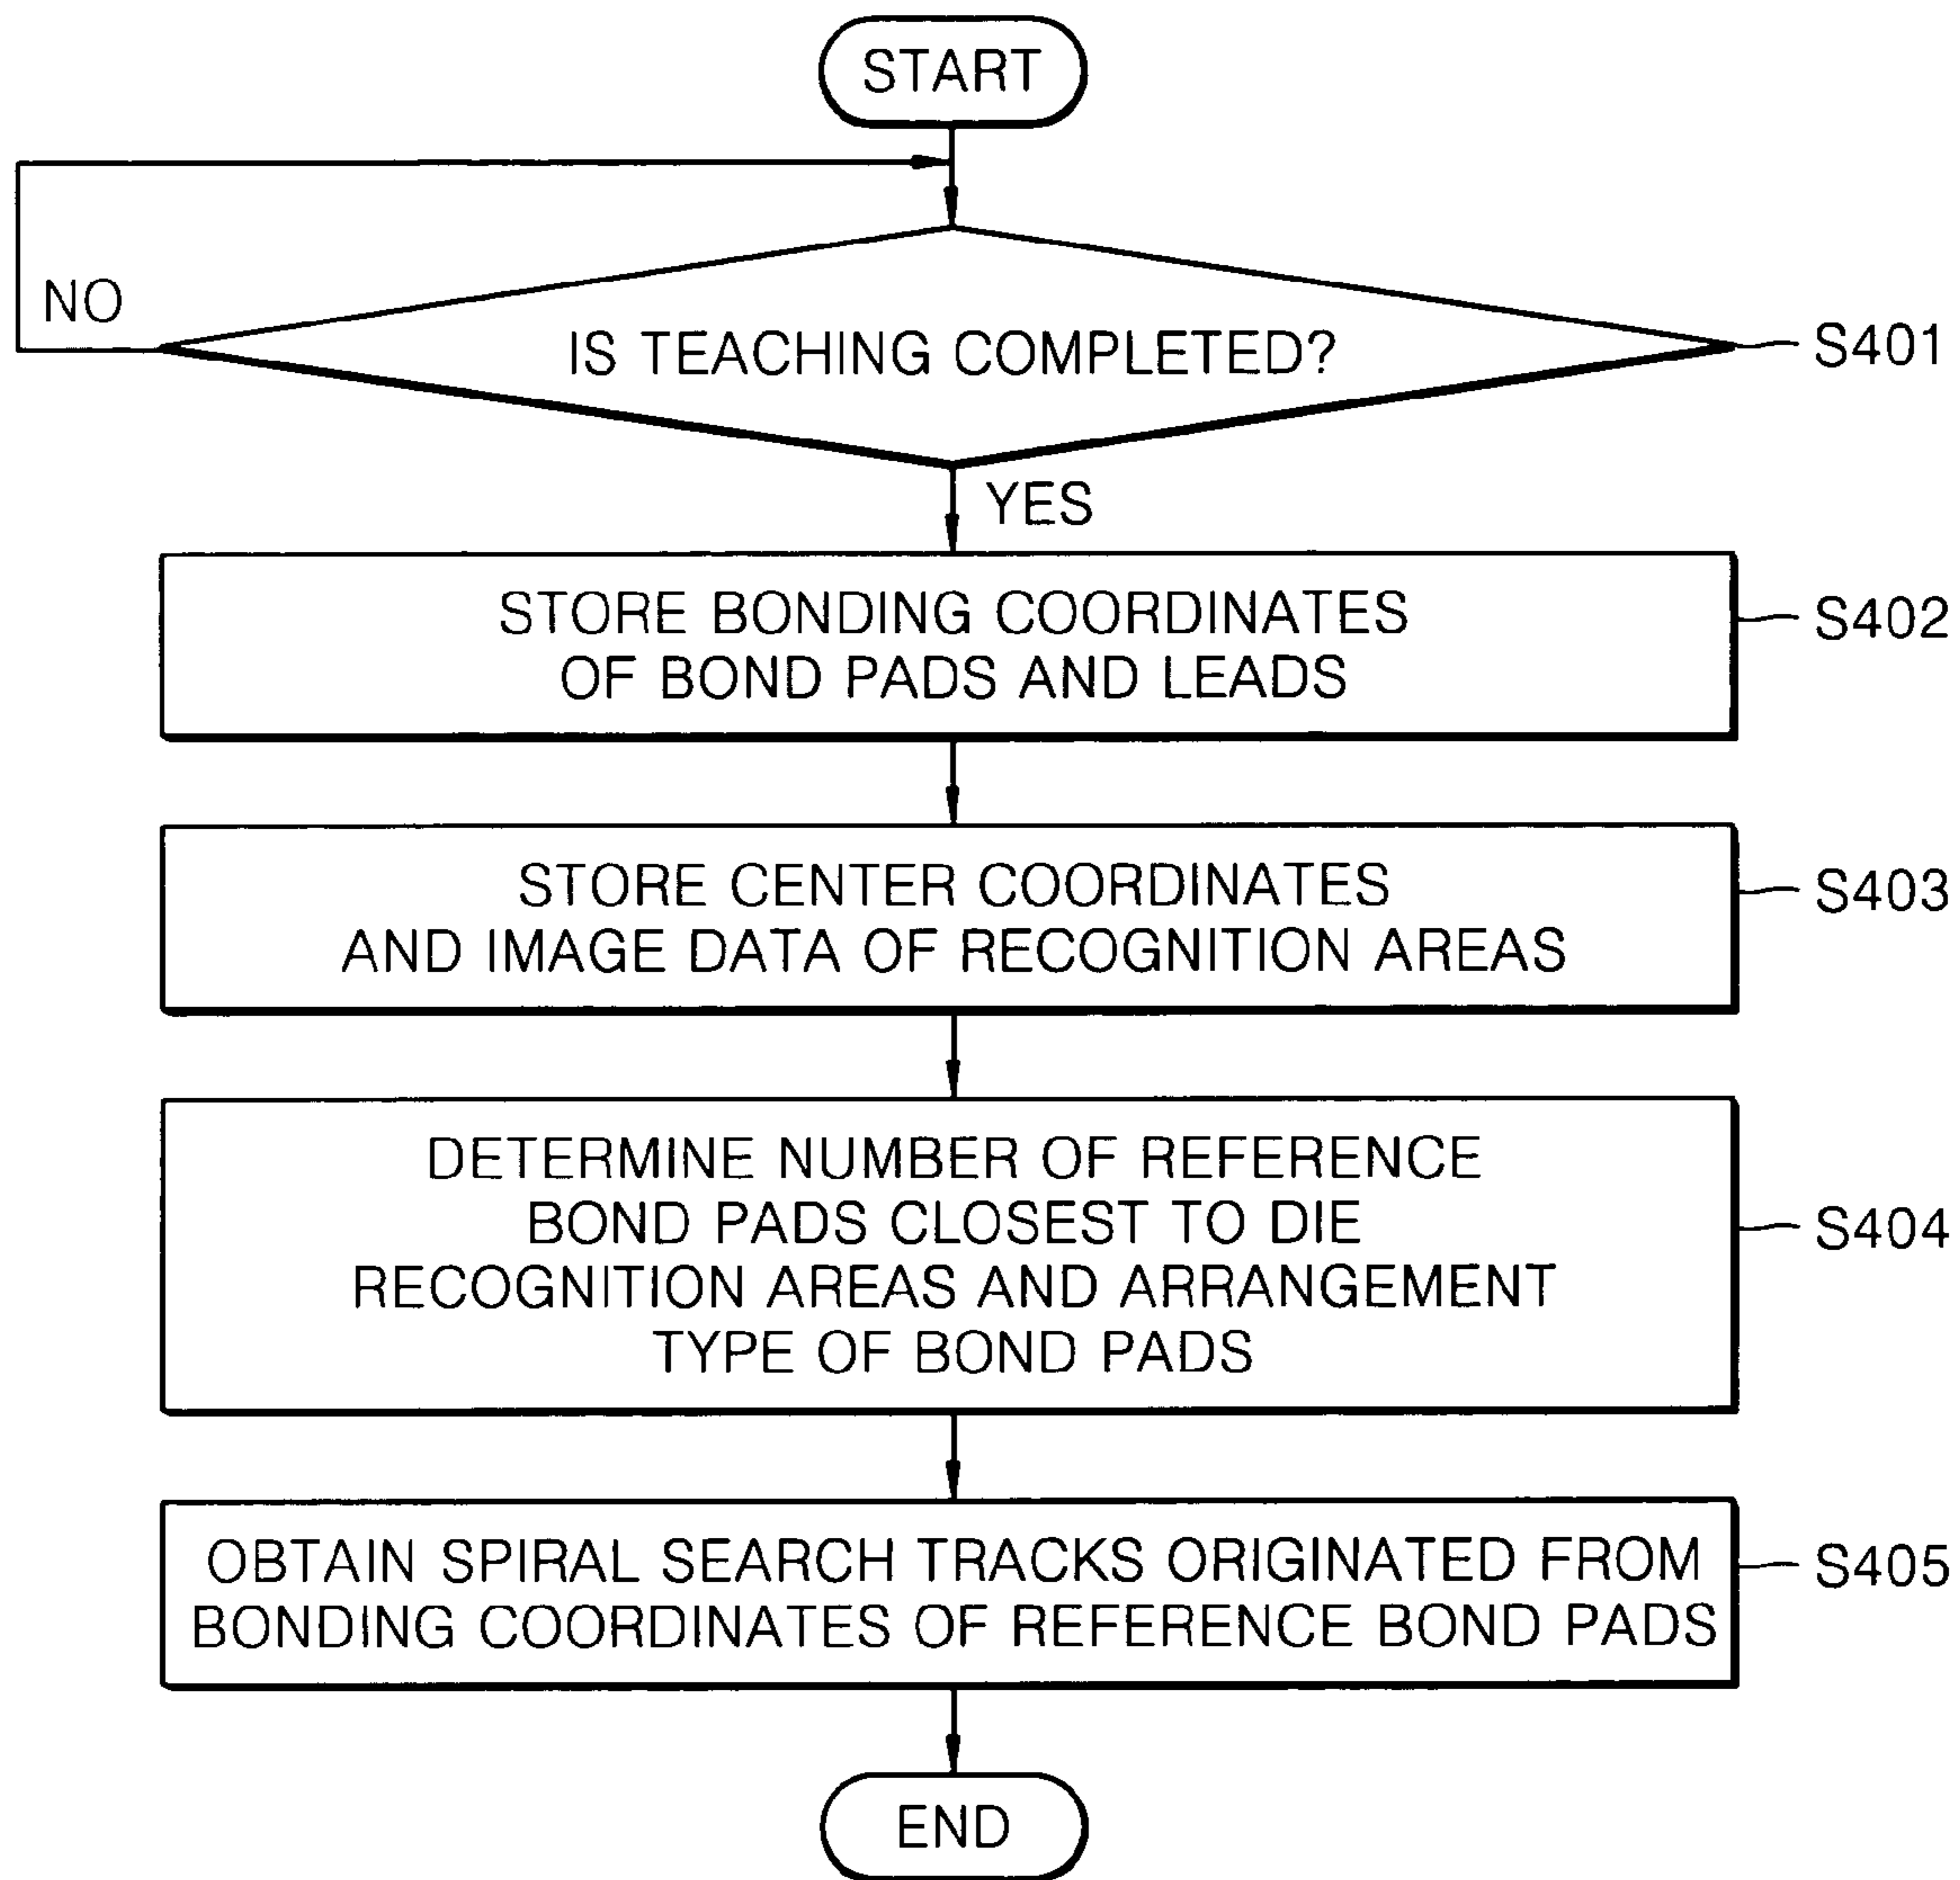 START
NO
IS TEACHING COMPLETED?
S401
YES
STORE BONDING COORDINATES
OF BOND PADS AND LEADS
S402
STORE CENTER COORDINATES
AND IMAGE DATA OF RECOGNITION AREAS
S403
DETERMINE NUMBER OF REFERENCE
BOND PADS CLOSEST TO DIE
RECOGNITION AREAS AND ARRANGEMENT
TYPE OF BOND PADS
S404
OBTAIN SPIRAL SEARCH TRACKS ORIGINATED FROM
BONDING COORDINATES OF REFERENCE BOND PADS
S405
END